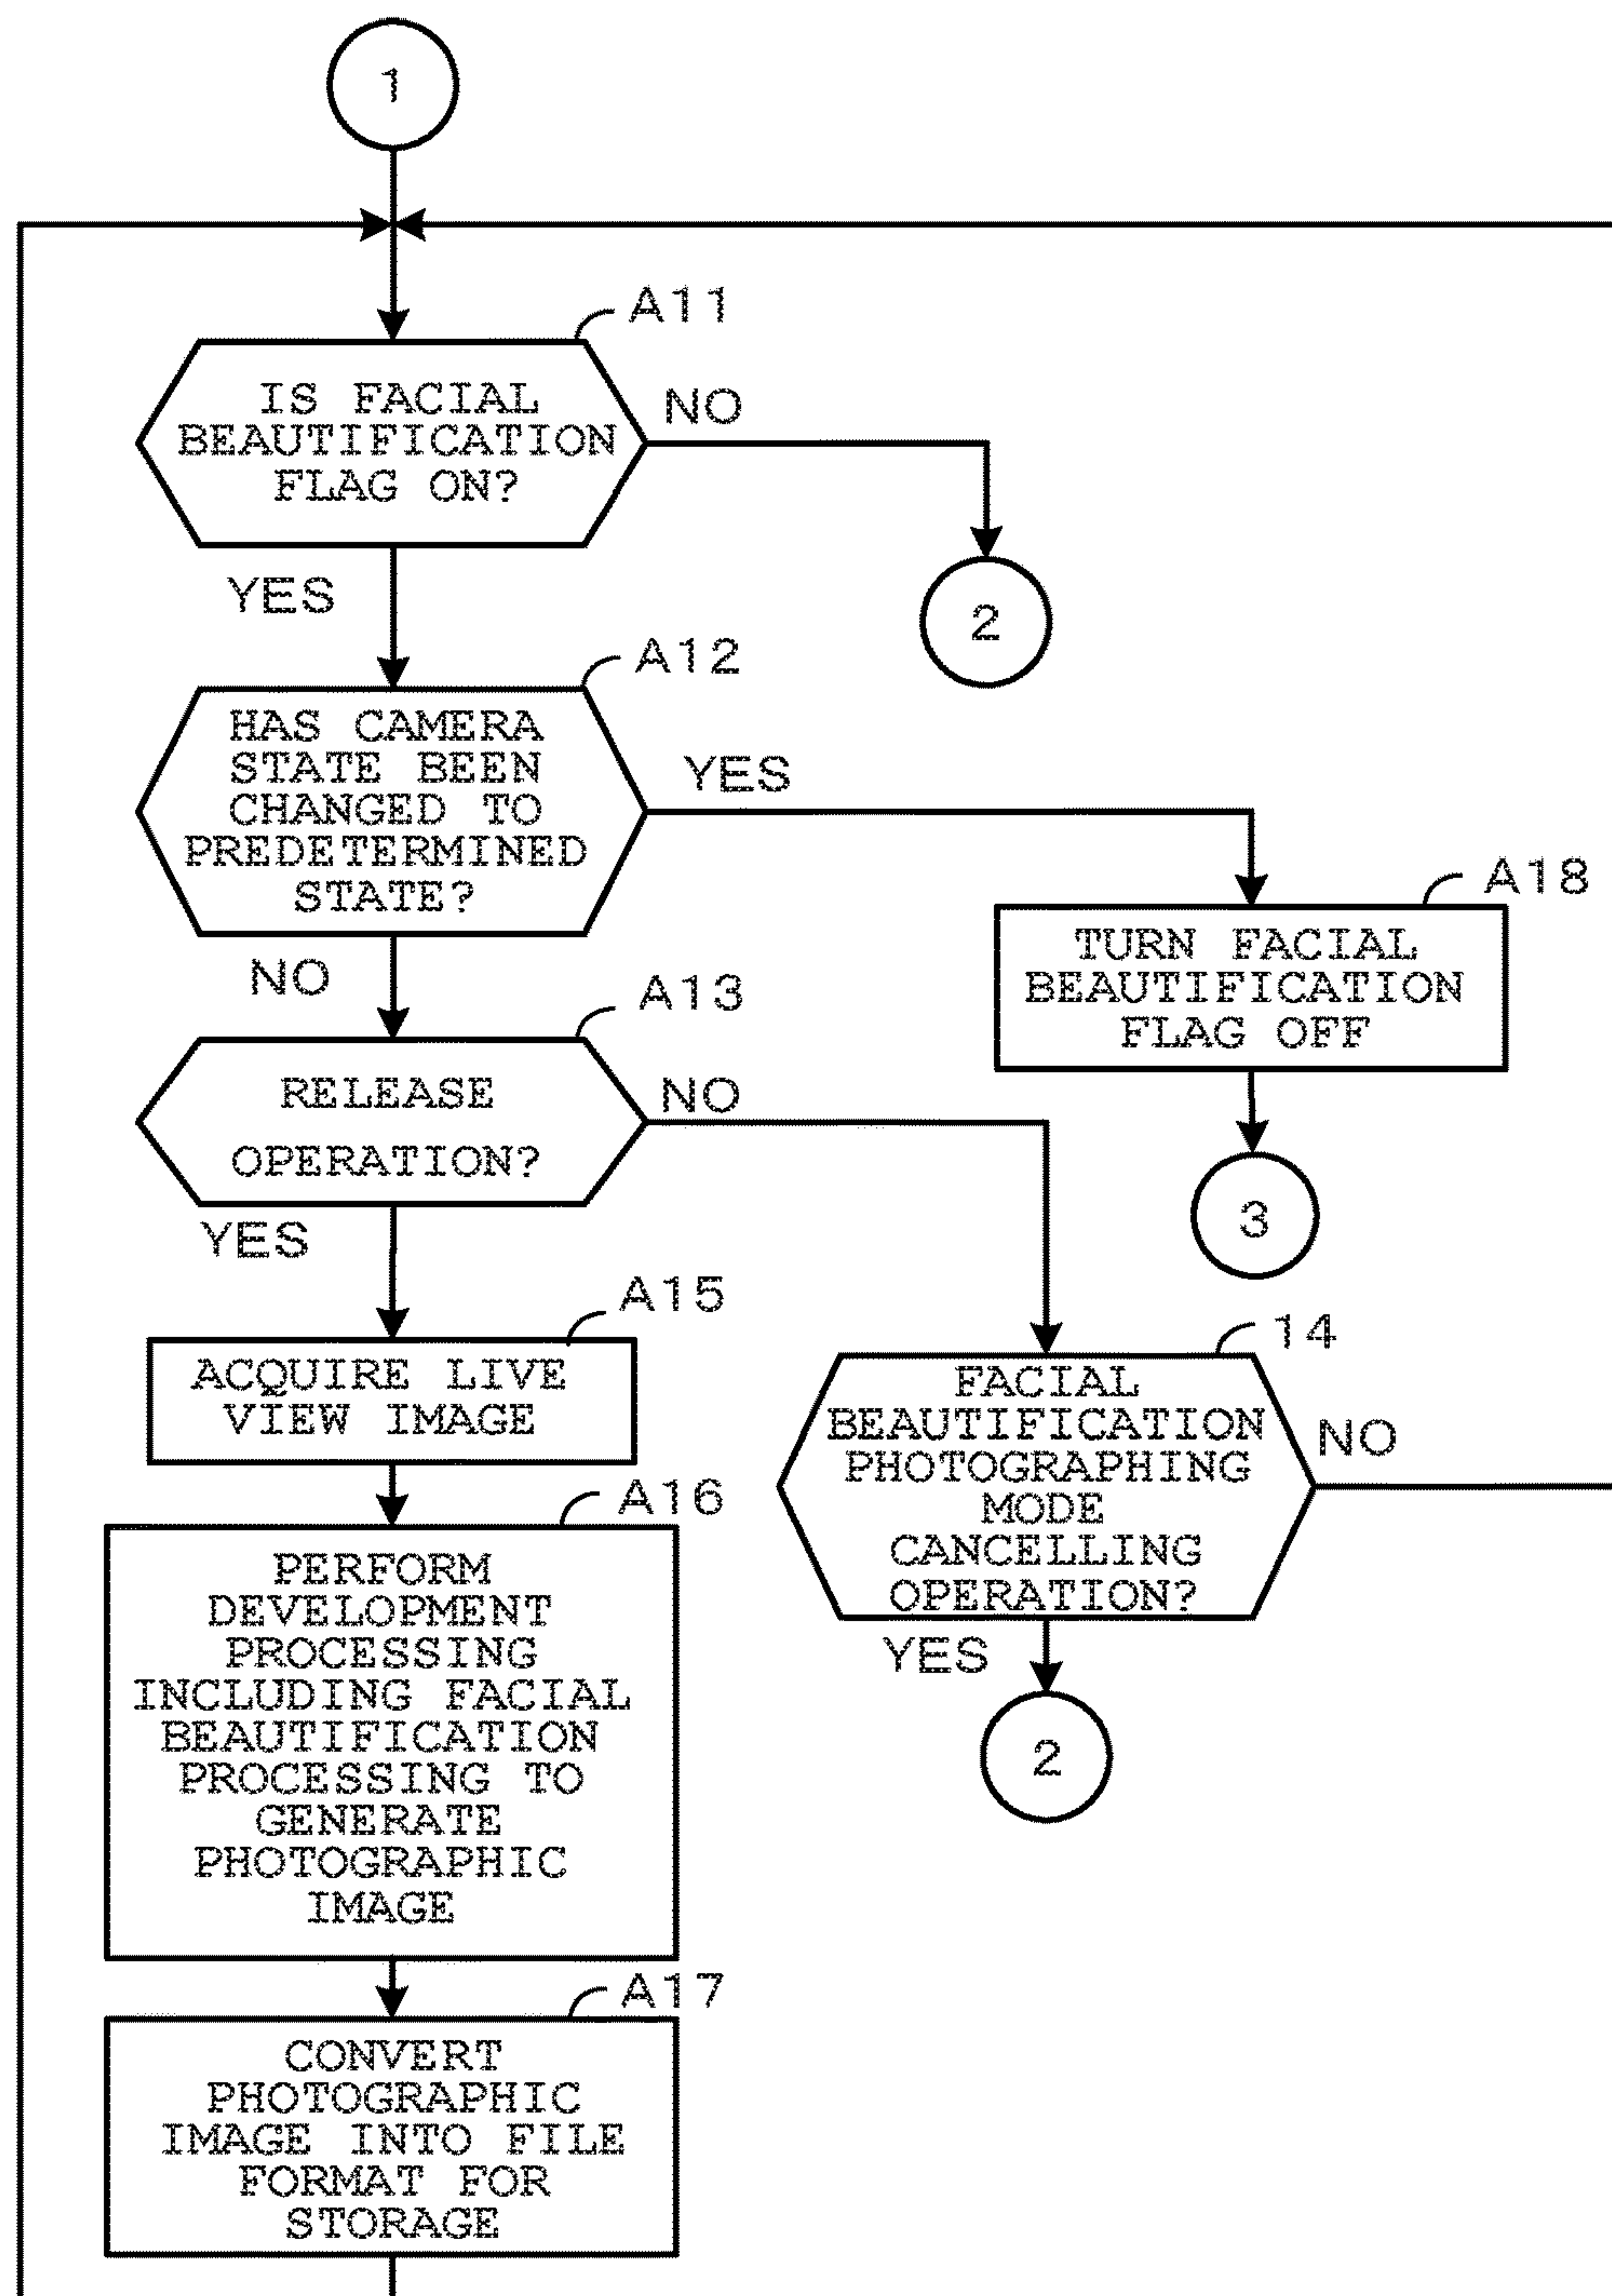 1
A11
IS FACIAL
BEAUTIFICATION
FLAG ON?
NO
YES
2
A12
HAS CAMERA
STATE BEEN
CHANGED TO
PREDETERMINED
STATE?
YES
NO
A18
TURN FACIAL
BEAUTIFICATION
FLAG OFF
3
A13
RELEASE
OPERATION?
NO
YES
14
FACIAL
BEAUTIFICATION
PHOTOGRAPHING
MODE
CANCELLING
OPERATION?
NO
YES
2
A15
ACQUIRE LIVE
VIEW IMAGE
A16
PERFORM
DEVELOPMENT
PROCESSING
INCLUDING FACIAL
BEAUTIFICATION
PROCESSING TO
GENERATE
PHOTOGRAPHIC
IMAGE
A17
CONVERT
PHOTOGRAPHIC
IMAGE INTO FILE
FORMAT FOR
STORAGE